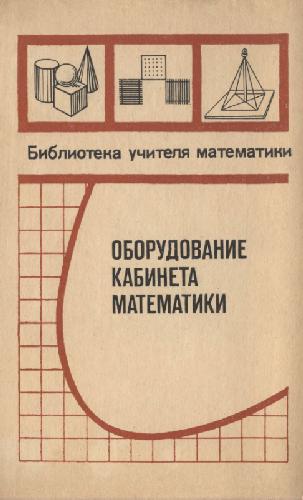 Библиотека учителя математики
ОБОРУДОВАНИЕ
КАБИНЕТА
МАТЕМАТИКИ